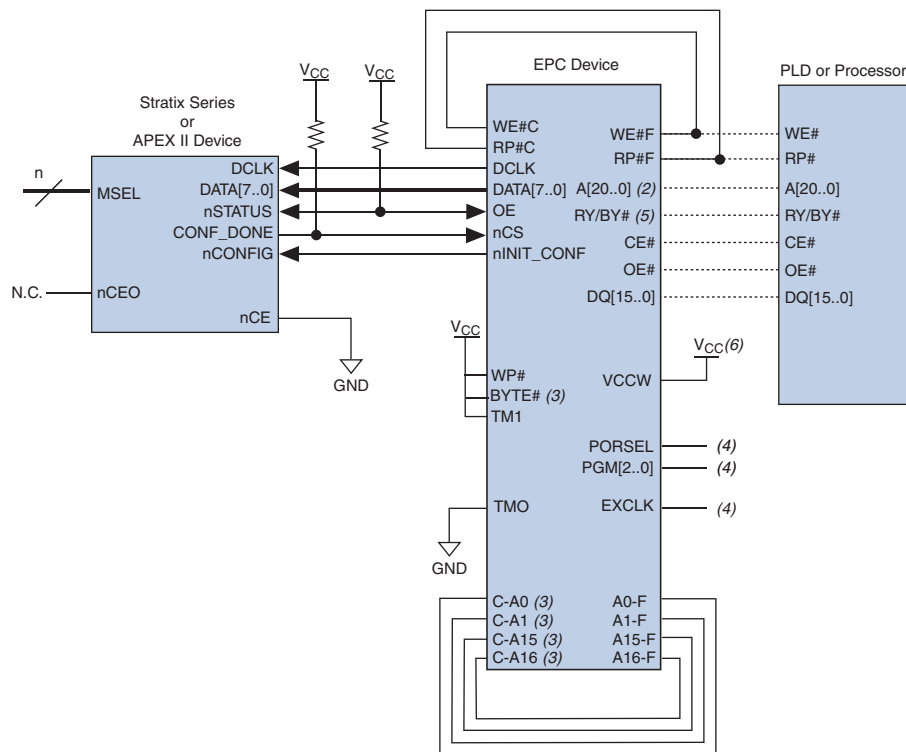 Stratix Series
or
APEX II Device
n
MSEL
N.C.
nCEO
DCLK
DATA[7..0]
nSTATUS
CONF_DONE
nCONFIG
nCE
GND
VCC
VCC
EPC Device
WE#C
RP#C
DCLK
DATA[7..0]
OE
nCS
nINIT_CONF
VCC
WP#
BYTE# (3)
TM1
TMO
GND
C-A0 (3)
C-A1 (3)
C-A15 (3)
C-A16 (3)
WE#F
RP#F
A[20..0] (2)
RY/BY# (5)
CE#
OE#
DQ[15..0]
VCC(6)
VCCW
PORSEL (4)
PGM[2..0] (4)
EXCLK (4)
A0-F
A1-F
A15-F
A16-F
PLD or Processor
WE#
RP#
A[20..0]
RY/BY#
CE#
OE#
DQ[15..0]